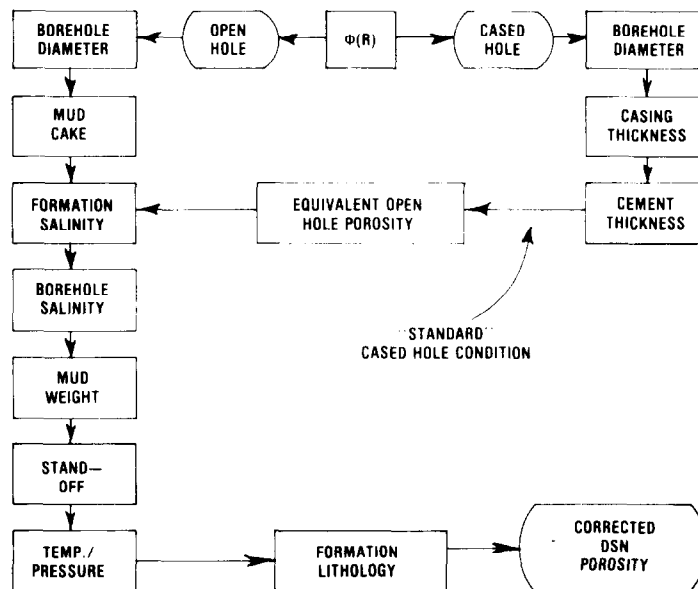 BOREHOLE
DIAMETER
OPEN
HOLE
Φ(R)
CASED
HOLE
BOREHOLE
DIAMETER
MUD
CAKE
CASING
THICKNESS
FORMATION
SALINITY
EQUIVALENT OPEN
HOLE POROSITY
CEMENT
THICKNESS
BOREHOLE
SALINITY
"STANDARD"
CASED HOLE CONDITION
MUD
WEIGHT
STAND—
OFF
TEMP./
PRESSURE
FORMATION
LITHOLOGY
CORRECTED
DSN
POROSITY